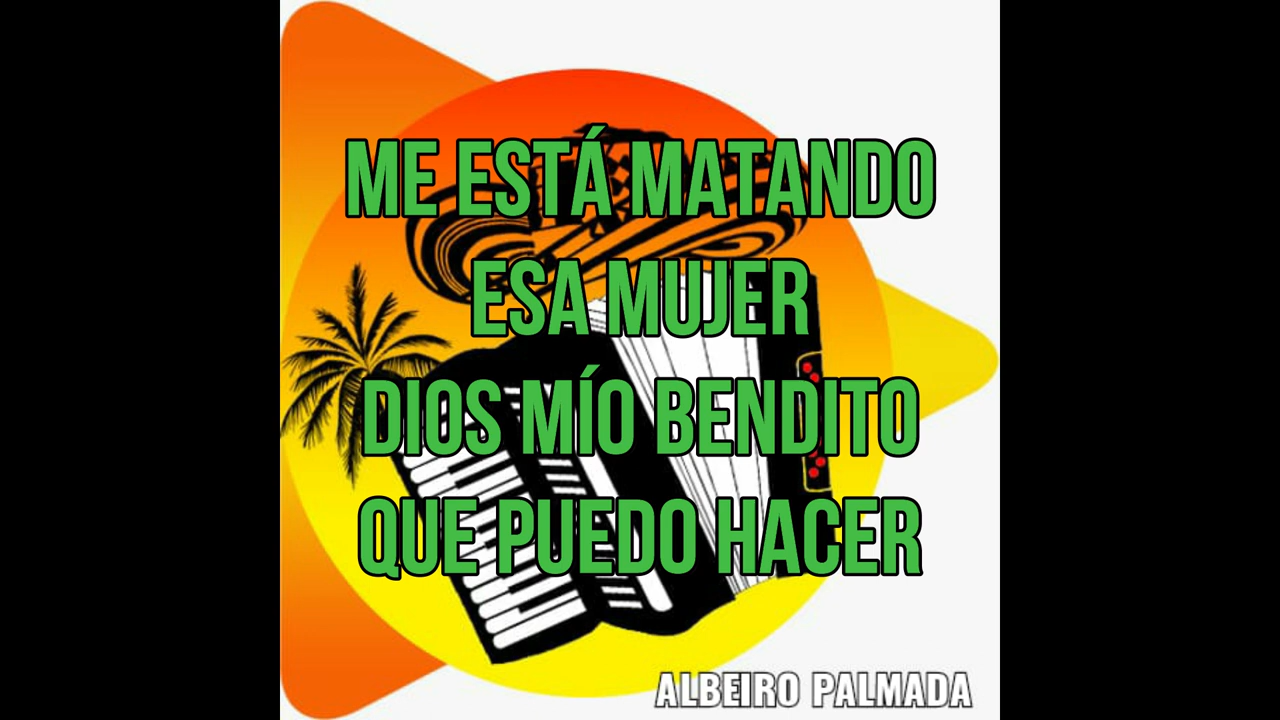 ME ESTÁ MATANDO
ESA MUJER
DIOS MÍO BENDITO
QUE PUEDO HACER
ALBEIRO PALMADA